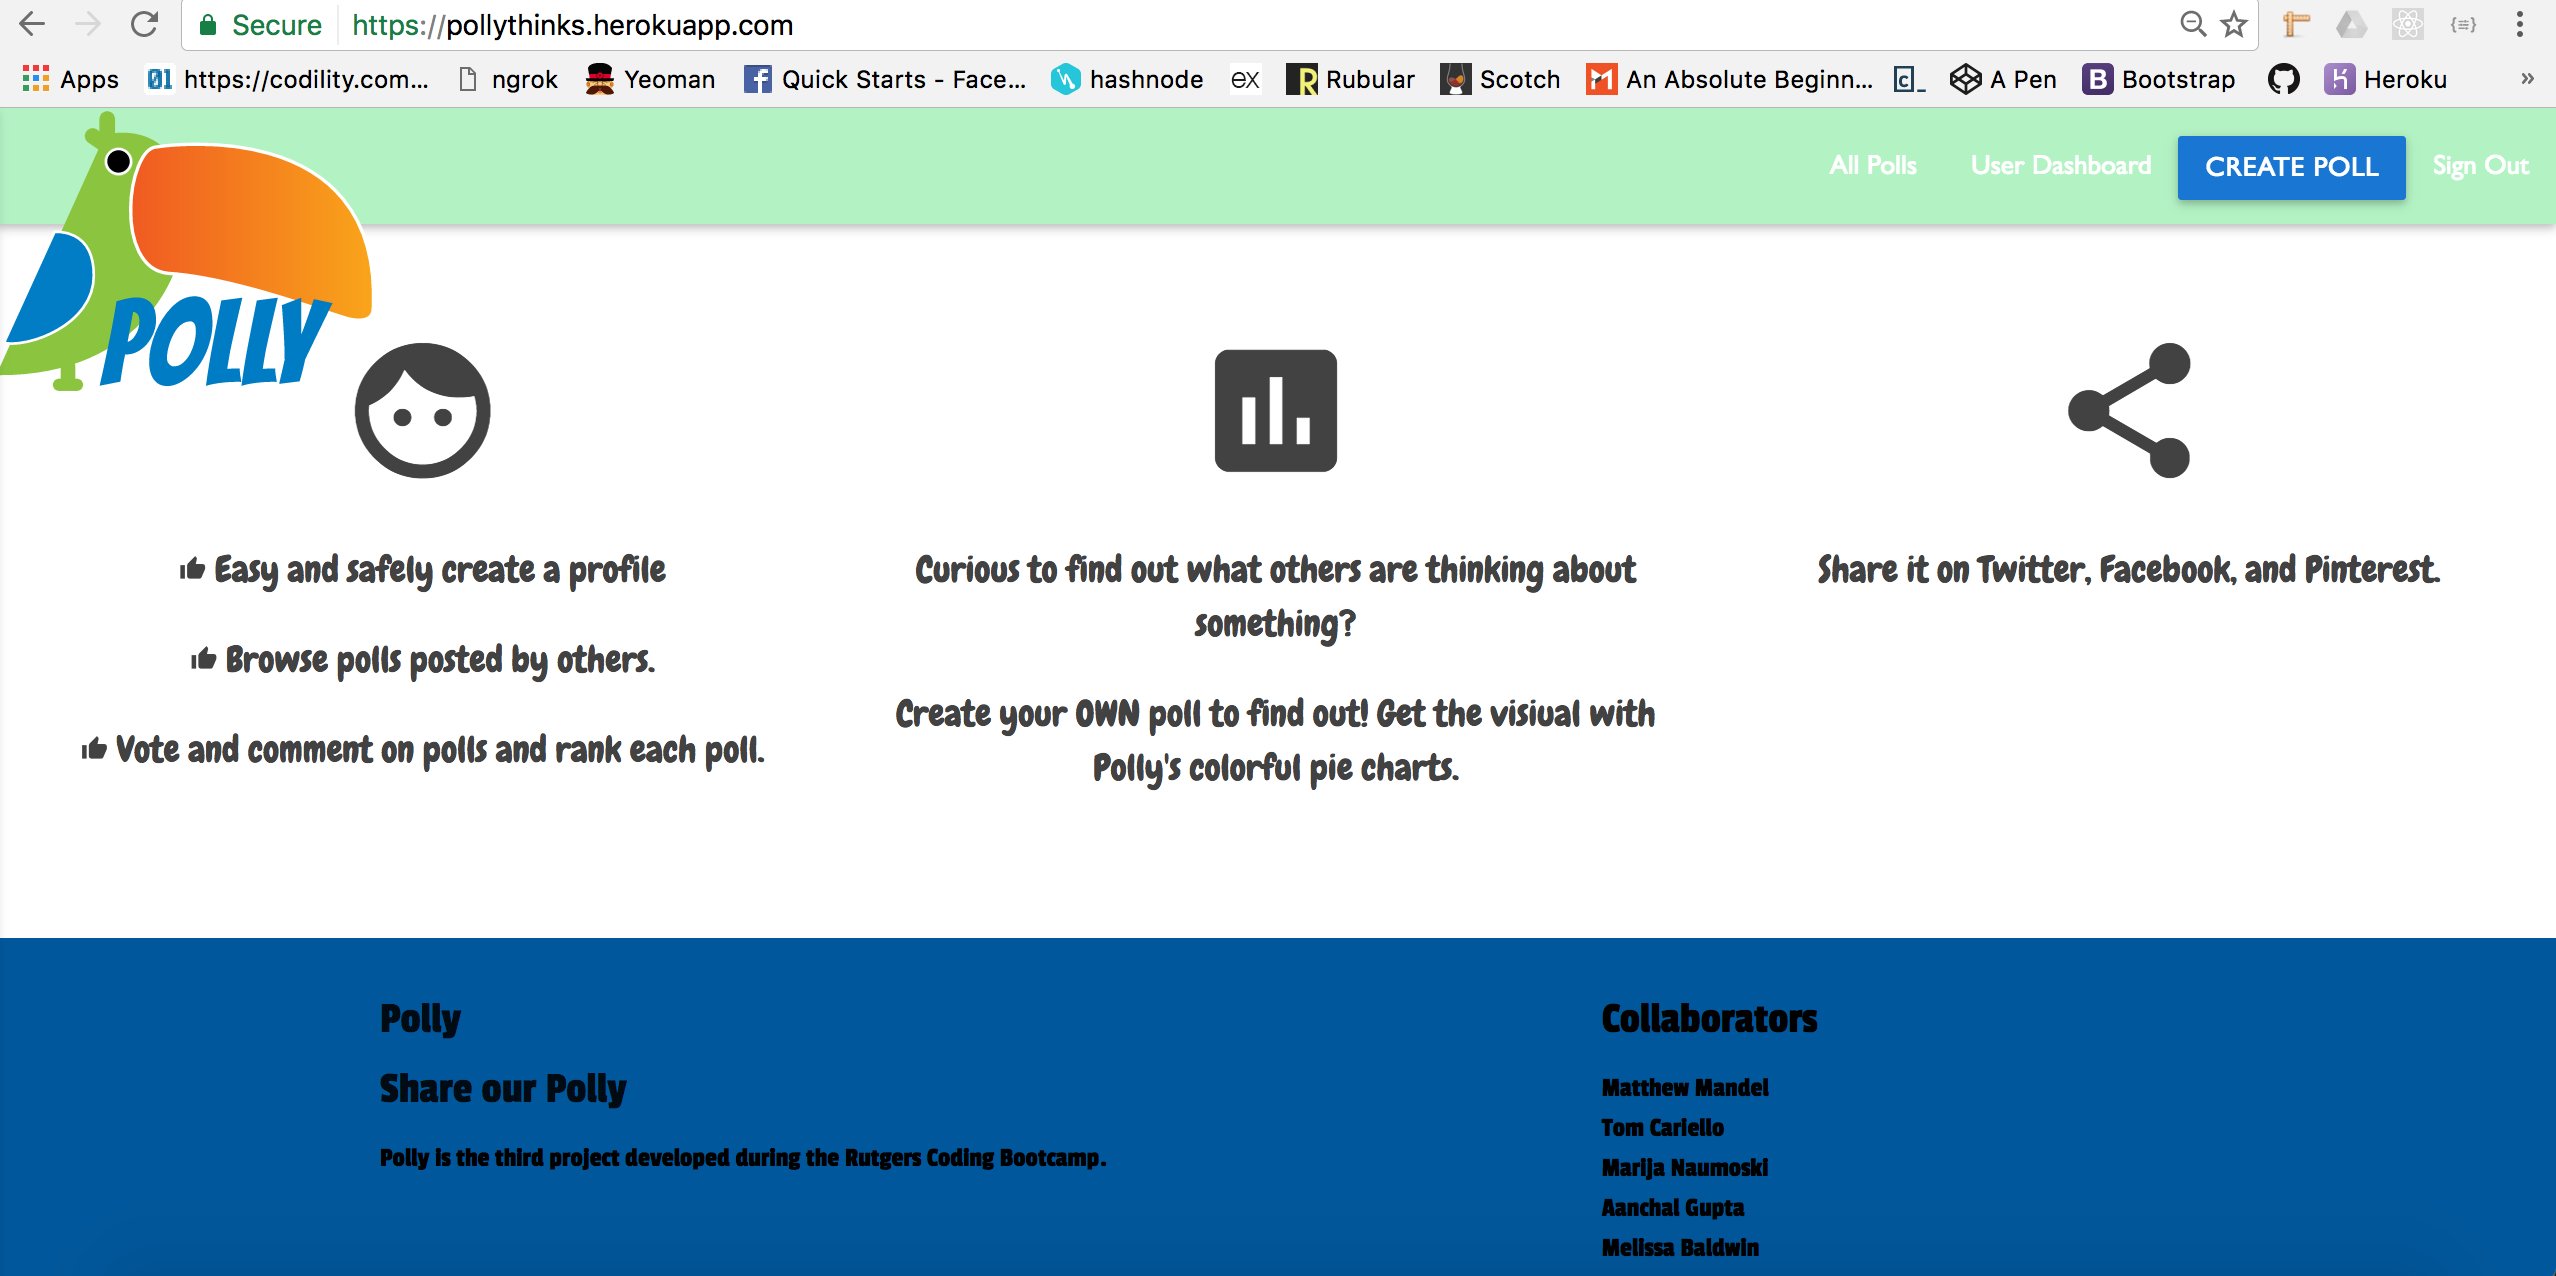 Secure https://pollythinks.herokuapp.com
Apps 01 https://codility.com... ngrok Yeoman f Quick Starts - Face... hashnode ex R Rubular Scotch M An Absolute Beginn... c_ A Pen B Bootstrap Heroku »
All Polls User Dashboard CREATE POLL Sign Out
POLLY
Easy and safely create a profile
Browse polls posted by others.
Vote and comment on polls and rank each poll.
Curious to find out what others are thinking about
something?
Create your OWN poll to find out! Get the visiual with
Polly's colorful pie charts.
Share it on Twitter, Facebook, and Pinterest.
Polly
Share our Polly
Polly is the third project developed during the Rutgers Coding Bootcamp.
Collaborators
Matthew Mandel
Tom Cariello
Marija Naumoski
Aanchal Gupta
Melissa Baldwin